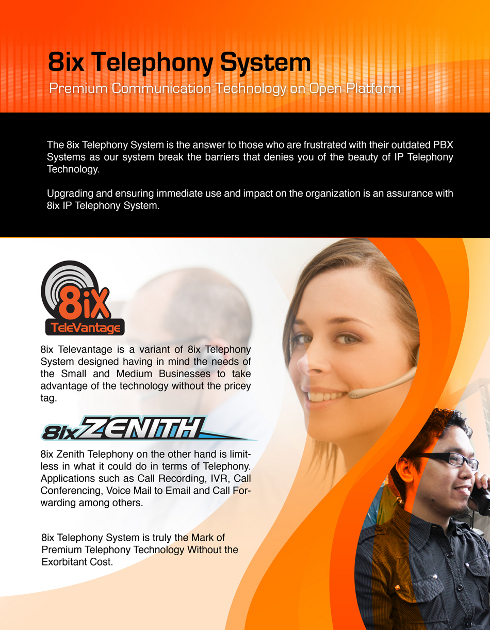 8ix Telephony System
Premium Communication Technology on Open Platform
The 8ix Telephony System is the answer to those who are frustrated with their outdated PBX
Systems as our system break the barriers that denies you of the beauty of IP Telephony
Technology.
Upgrading and ensuring immediate use and impact on the organization is an assurance with
8ix IP Telephony System.
8iX
TeleVantage
8ix Televantage is a variant of 8ix Telephony
System designed having in mind the needs of
the Small and Medium Businesses to take
advantage of the technology without the pricey
tag.
8ix ZENITH
8ix Zenith Telephony on the other hand is limit-
less in what it could do in terms of Telephony.
Applications such as Call Recording, IVR, Call
Conferencing, Voice Mail to Email and Call For-
warding among others.
8ix Telephony System is truly the Mark of
Premium Telephony Technology Without the
Exorbitant Cost.